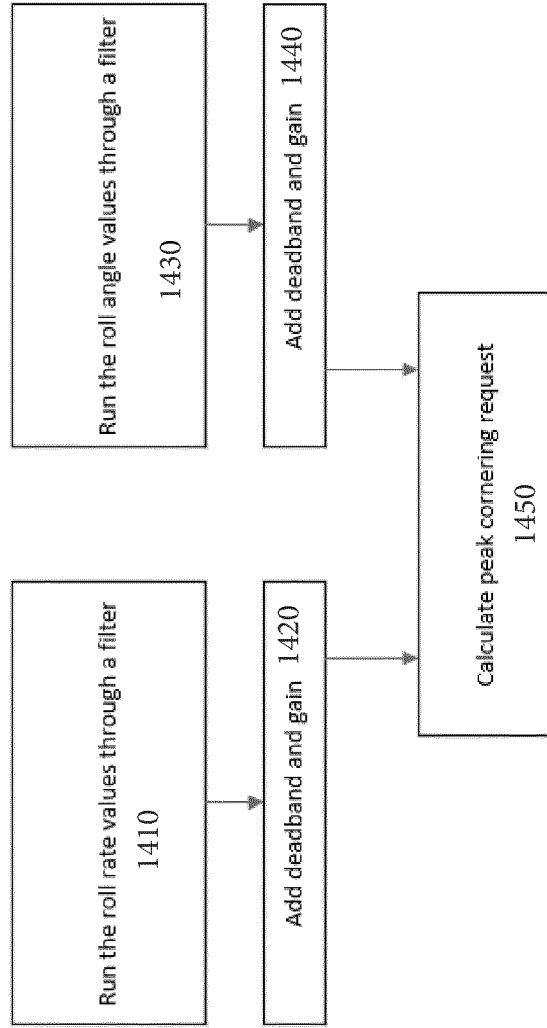 Run the roll rate values through a filter
1410
Add deadband and gain 1420
Run the roll angle values through a filter
1430
Add deadband and gain 1440
Calculate peak cornering request
1450